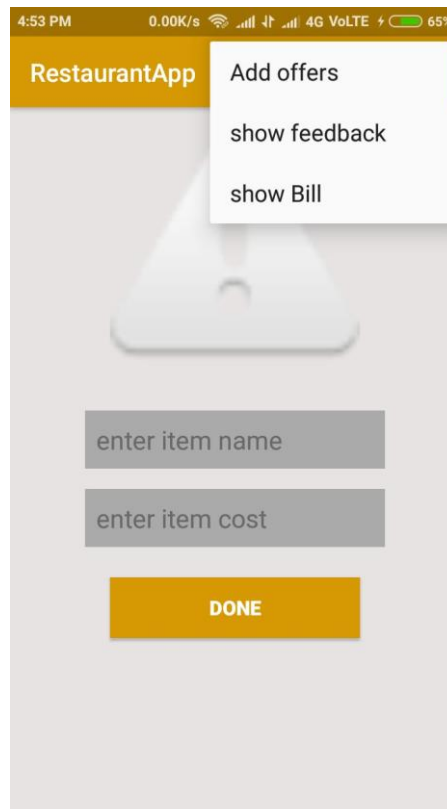 4:53 PM 0.00K/s 4G VoLTE 65%
RestaurantApp
Add offers
show feedback
show Bill
enter item name
enter item cost
DONE